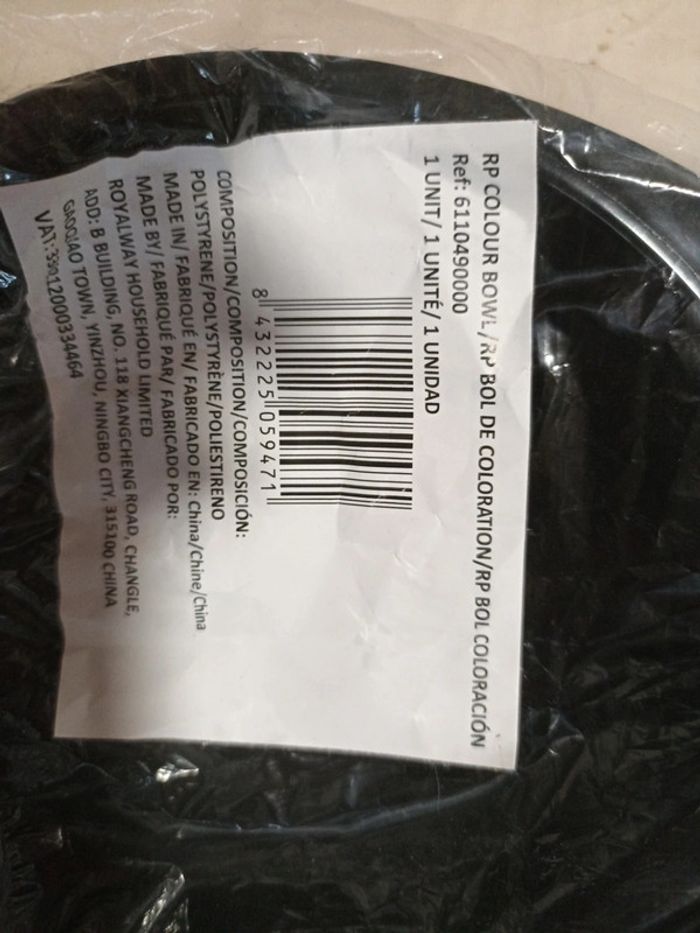 RP COLOUR BOWL/RP BOL DE COLORATION/RP BOL COLORACIÓN
Ref: 6110490000
1 UNIT/ 1 UNITÉ/ 1 UNIDAD
8 432225 059471
COMPOSITION/COMPOSITION/COMPOSICIÓN:
POLYSTYRENE/POLYSTYRÈNE/POLIESTIRENO
MADE IN/ FABRIQUÉ EN/ FABRICADO EN: China/Chine/China
MADE BY/ FABRIQUÉ PAR/ FABRICADO POR:
ROYALWAY HOUSEHOLD LIMITED
ADD: B BUILDING, NO. 118 XIANGCHENG ROAD, CHANGLE,
GAOQIAO TOWN, YINZHOU, NINGBO CITY, 315100 CHINA
VAT: